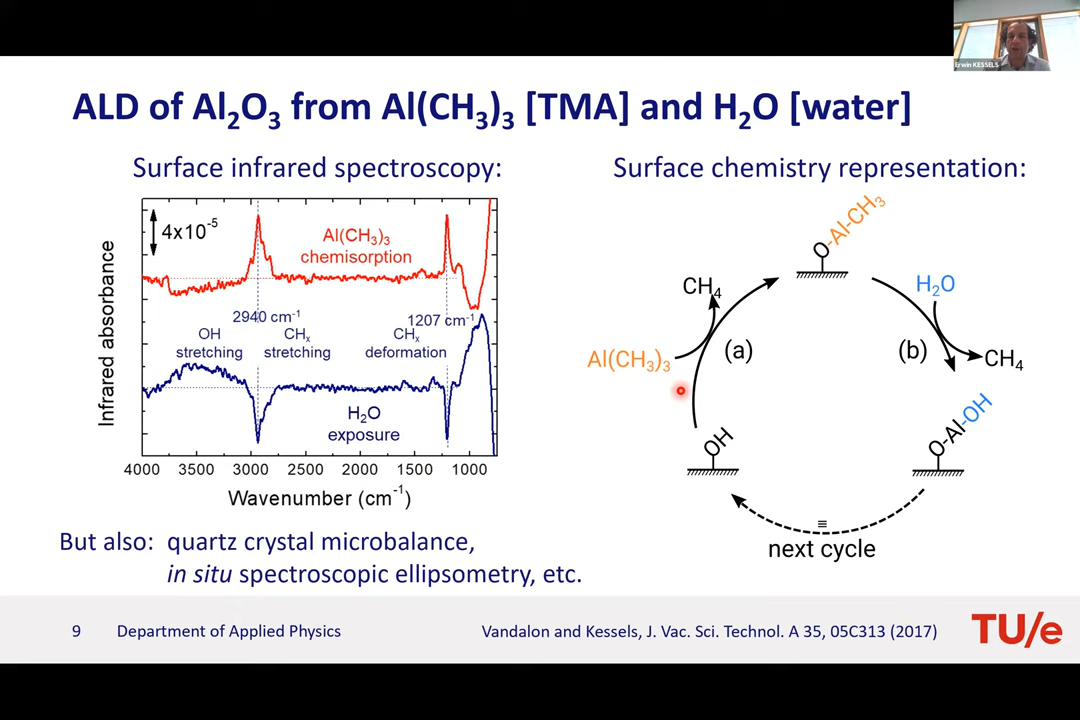 Erwin KESSELS
ALD of Al₂O₃ from Al(CH₃)₃ [TMA] and H₂O [water]
Surface infrared spectroscopy:
4x10⁻⁵
Al(CH₃)₃
chemisorption
2940 cm⁻¹
1207 cm⁻¹
OH
stretching
CHₓ
stretching
CHₓ
deformation
H₂O
exposure
Infrared absorbance
4000 3500 3000 2500 2000 1500 1000
Wavenumber (cm⁻¹)
But also: quartz crystal microbalance,
in situ spectroscopic ellipsometry, etc.
Surface chemistry representation:
O-Al-CH₃
CH₄
H₂O
Al(CH₃)₃
(a)
(b)
CH₄
OH
O-Al-OH
≡
next cycle
9 Department of Applied Physics
Vandalon and Kessels, J. Vac. Sci. Technol. A 35, 05C313 (2017)
TU/e